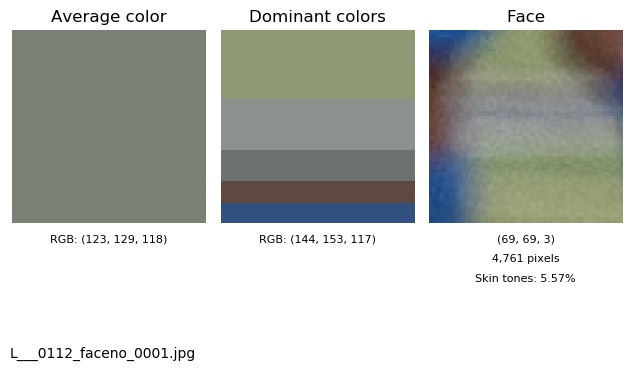 Average color
Dominant colors
Face
RGB: (123, 129, 118)
RGB: (144, 153, 117)
(69, 69, 3)
4,761 pixels
Skin tones: 5.57%
L___0112_faceno_0001.jpg